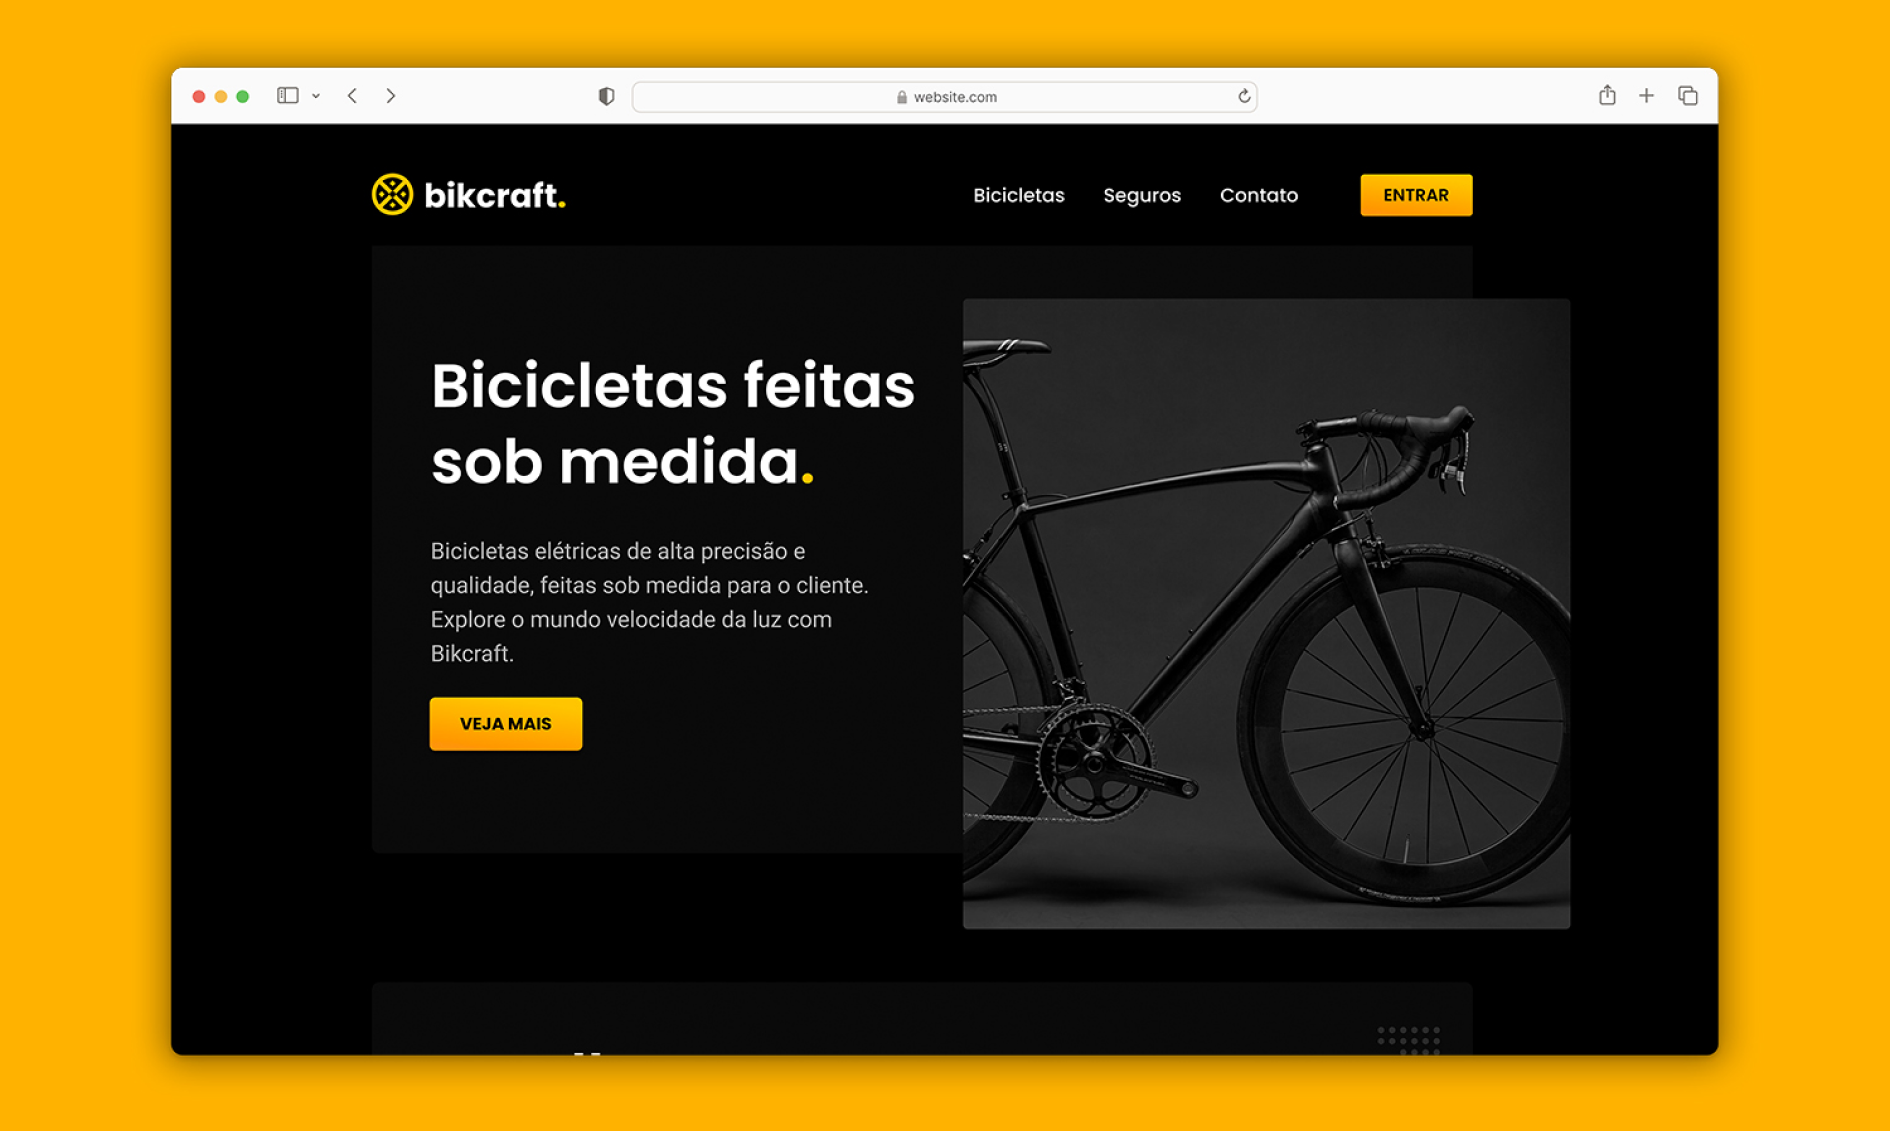 website.com
bikcraft.
Bicicletas
Seguros
Contato
ENTRAR
Bicicletas feitas
sob medida.
Bicicletas elétricas de alta precisão e
qualidade, feitas sob medida para o cliente.
Explore o mundo velocidade da luz com
Bikcraft.
VEJA MAIS